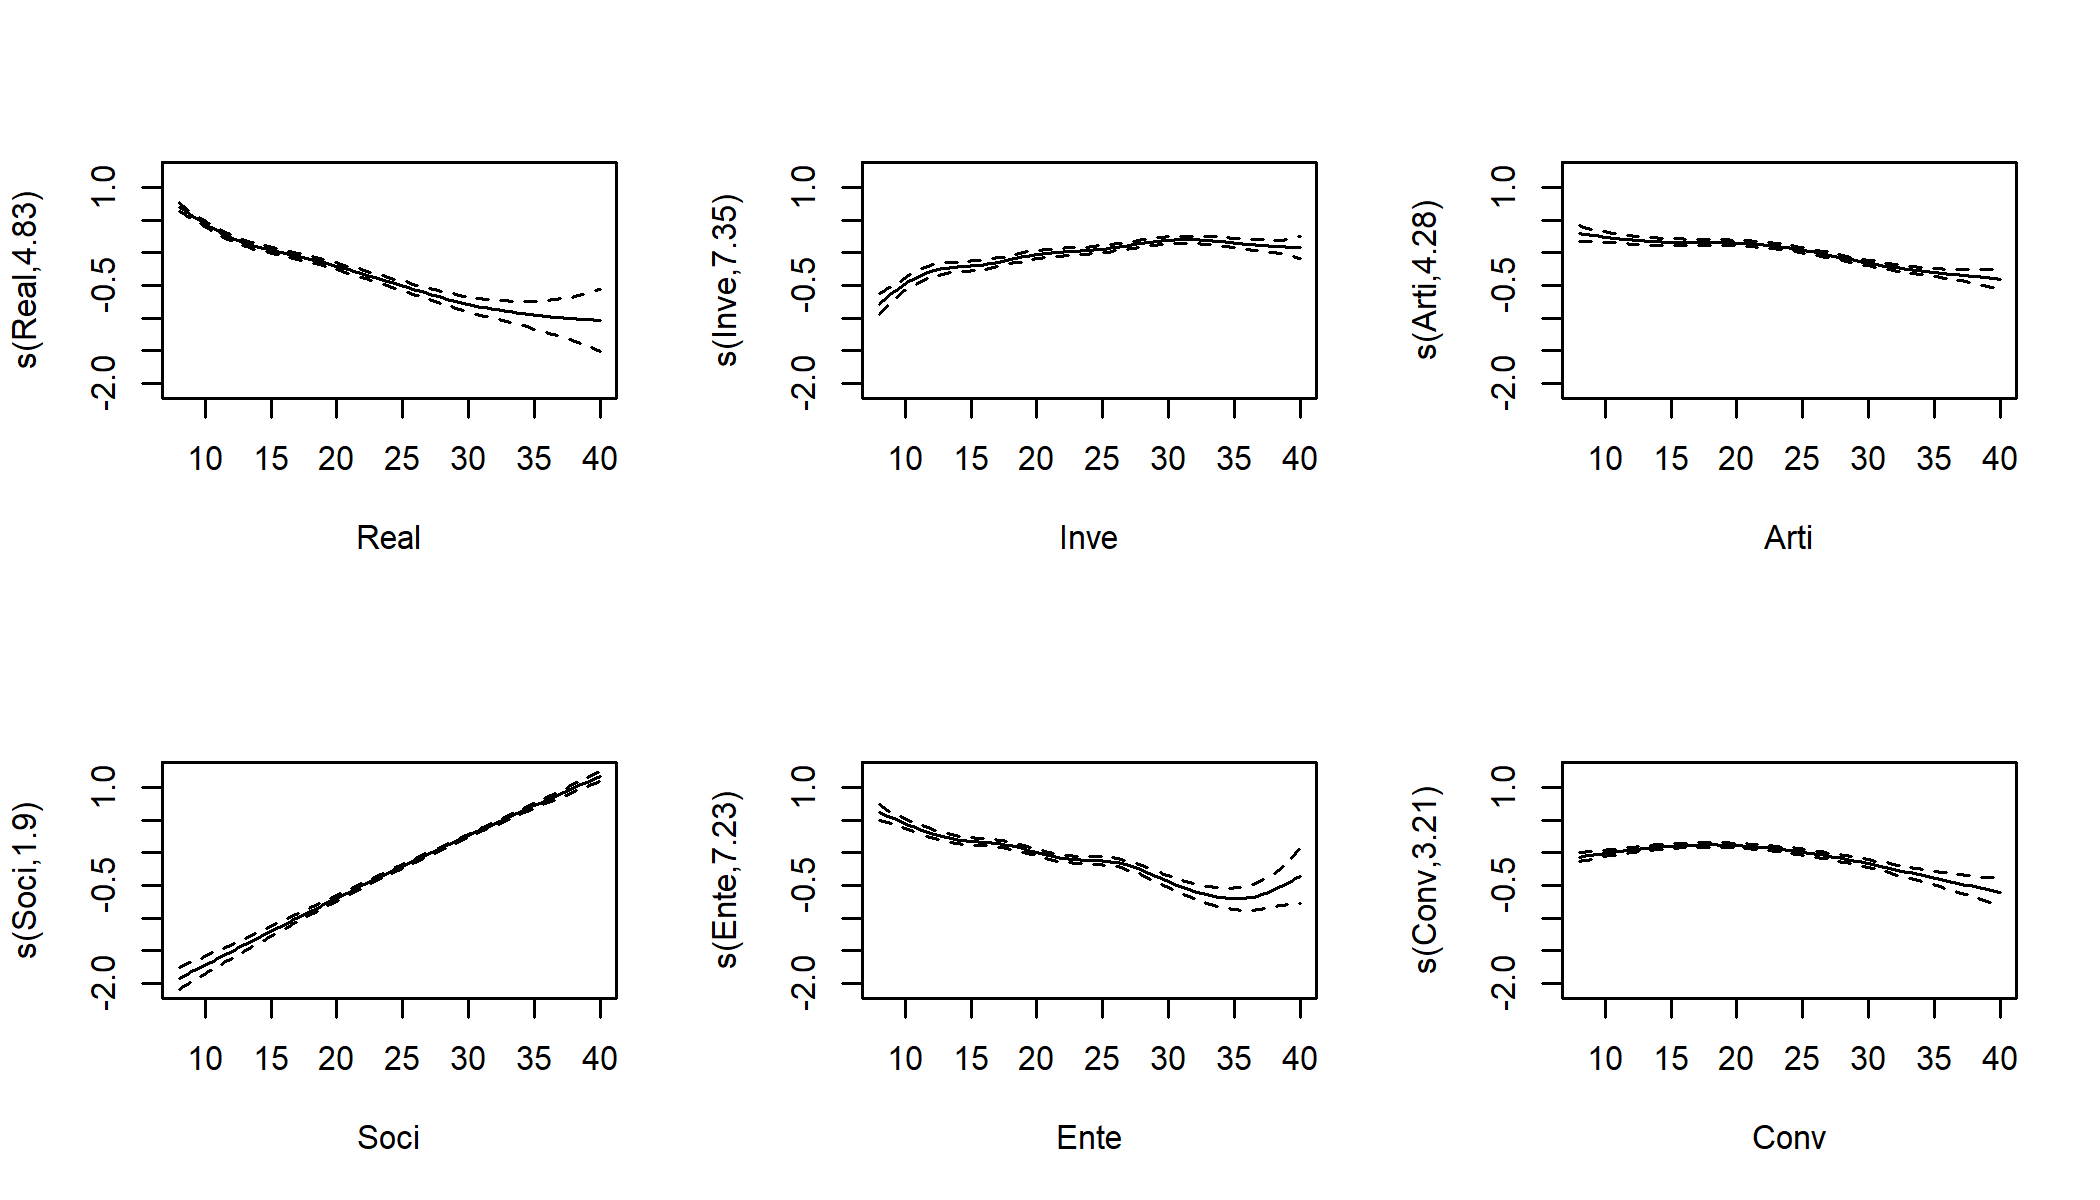 s(Real,4.83)
1.0
-0.5
-2.0
10 15 20 25 30 35 40
Real
s(Inve,7.35)
1.0
-0.5
-2.0
10 15 20 25 30 35 40
Inve
s(Arti,4.28)
1.0
-0.5
-2.0
10 15 20 25 30 35 40
Arti
s(Soci,1.9)
1.0
-0.5
-2.0
10 15 20 25 30 35 40
Soci
s(Ente,7.23)
1.0
-0.5
-2.0
10 15 20 25 30 35 40
Ente
s(Conv,3.21)
1.0
-0.5
-2.0
10 15 20 25 30 35 40
Conv